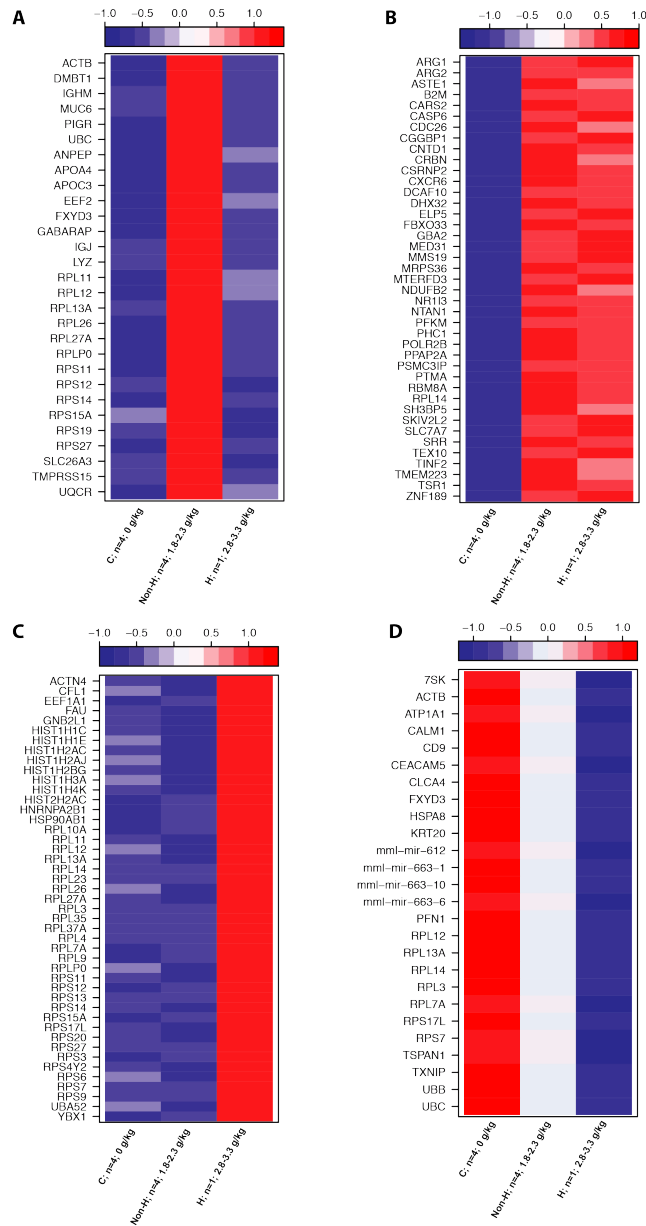 A
−0.5 0.0 0.5 1.0
ACTB
DMBT1
IGHM
MUC6
PIGR
UBC
ANPEP
APOA4
APOC3
EEF2
FXYD3
GABARAP
IGJ
LYZ
RPL11
RPL12
RPL13A
RPL26
RPL27A
RPLP0
RPS11
RPS12
RPS14
RPS15A
RPS19
RPS27
SLC26A3
TMPRSS15
UQCR
C; n=4; 0 g/kg
Non-H; n=4; 1.8-2.3 g/kg
H; n=1; 2.8-3.3 g/kg
B
−1.0 −0.5 0.0 0.5 1.0
ARG1
ARG2
ASTE1
B2M
CARS2
CASP6
CDC26
CGGBP1
CNTD1
CRBN
CSRNP2
CXCR6
DCAF10
DHX32
ELP5
FBXO33
GBA2
MED31
MMS19
MRPS36
MTERFD3
NDUFB2
NR1I3
NTAN1
PFKM
PHC1
POLR2B
PPAP2A
PSMC3IP
PTMA
RBM8A
RPL14
SH3BP5
SKIV2L2
SLC7A7
SRR
TEX10
TINF2
TMEM223
TSR1
ZNF189
C; n=4; 0 g/kg
Non-H; n=4; 1.8-2.3 g/kg
H; n=1; 2.8-3.3 g/kg
C
−1.0 −0.5 0.0 0.5 1.0
ACTN4
CFL1
EEF1A1
FAU
GNB2L1
HIST1H1C
HIST1H1E
HIST1H2AC
HIST1H2AJ
HIST1H2BG
HIST1H3A
HIST1H4K
HIST2H2AC
HNRNPA2B1
HSP90AB1
RPL10A
RPL11
RPL12
RPL13A
RPL14
RPL23
RPL26
RPL27A
RPL3
RPL35
RPL37A
RPL4
RPL7A
RPL9
RPLP0
RPS11
RPS12
RPS13
RPS14
RPS15A
RPS17L
RPS20
RPS27
RPS3
RPS4Y2
RPS6
RPS7
RPS9
UBA52
YBX1
C; n=4; 0 g/kg
Non-H; n=4; 1.8-2.3 g/kg
H; n=1; 2.8-3.3 g/kg
D
−1.0 −0.5 0.0 0.5 1.0
7SK
ACTB
ATP1A1
CALM1
CD9
CEACAM5
CLCA4
FXYD3
HSPA8
KRT20
mml-mir-612
mml-mir-663-1
mml-mir-663-10
mml-mir-663-6
PFN1
RPL12
RPL13A
RPL14
RPL3
RPL7A
RPS17L
RPS7
TSPAN1
TXNIP
UBB
UBC
C; n=4; 0 g/kg
Non-H; n=4; 1.8-2.3 g/kg
H; n=1; 2.8-3.3 g/kg